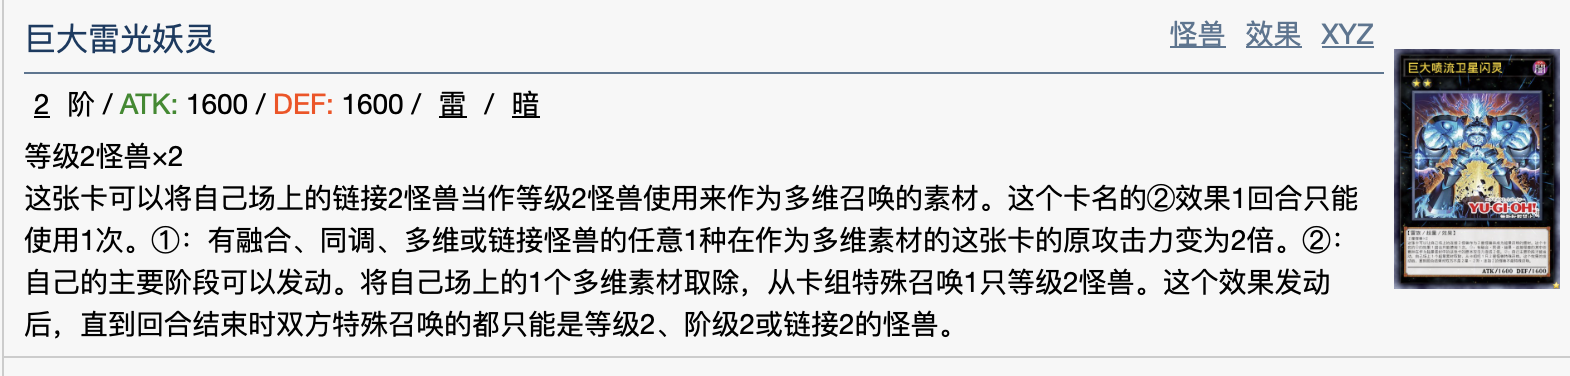 巨大雷光妖灵
怪兽 效果 XYZ
2 阶 / ATK: 1600 / DEF: 1600 / 雷 / 暗
等级2怪兽×2
这张卡可以将自己场上的链接2怪兽当作等级2怪兽使用来作为多维召唤的素材。这个卡名的②效果1回合只能
使用1次。①：有融合、同调、多维或链接怪兽的任意1种在作为多维素材的这张卡的原攻击力变为2倍。②：
自己的主要阶段可以发动。将自己场上的1个多维素材取除，从卡组特殊召唤1只等级2怪兽。这个效果发动
后，直到回合结束时双方特殊召唤的都只能是等级2、阶级2或链接2的怪兽。
巨大喷流卫星闪灵
YU-GI-OH!
ATK/1600 DEF/1600